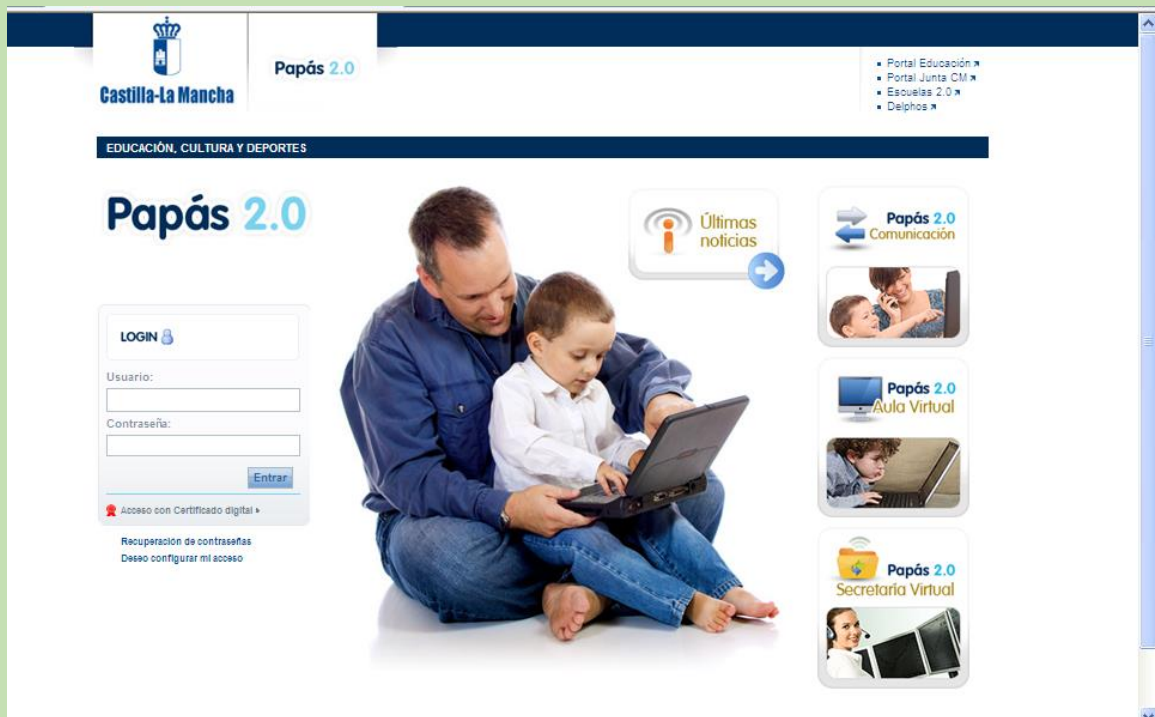 Castilla-La Mancha
Papás 2.0
Portal Educación
Portal Junta CM
Escuelas 2.0
Delphos
EDUCACIÓN, CULTURA Y DEPORTES
Papás 2.0
LOGIN
Usuario:
Contraseña:
Entrar
Acceso con Certificado digital
Recuperación de contraseñas
Deseo configurar mi acceso
Últimas
noticias
Papás 2.0
Comunicación
Papás 2.0
Aula Virtual
Papás 2.0
Secretaría Virtual